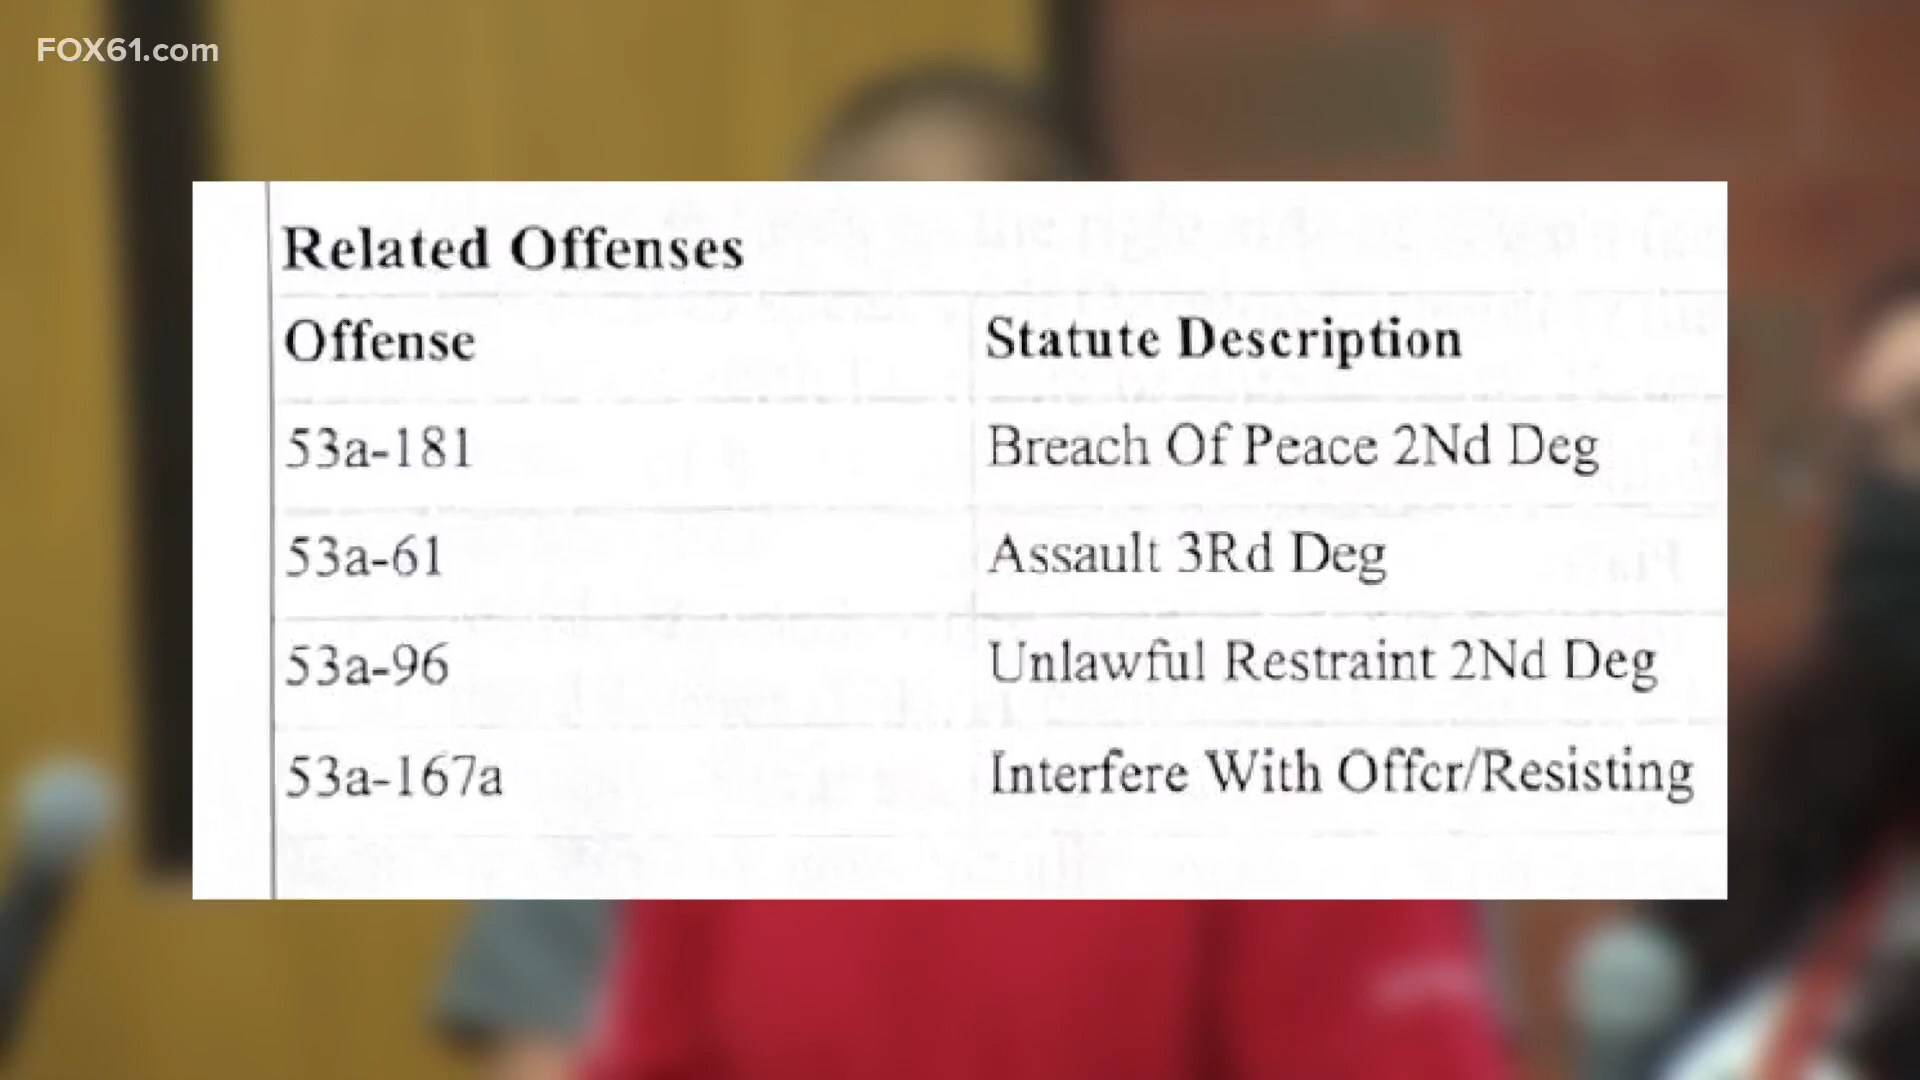 FOX61.com
Related Offenses
Offense Statute Description
53a-181 Breach Of Peace 2Nd Deg
53a-61 Assault 3Rd Deg
53a-96 Unlawful Restraint 2Nd Deg
53a-167a Interfere With Offcr/Resisting